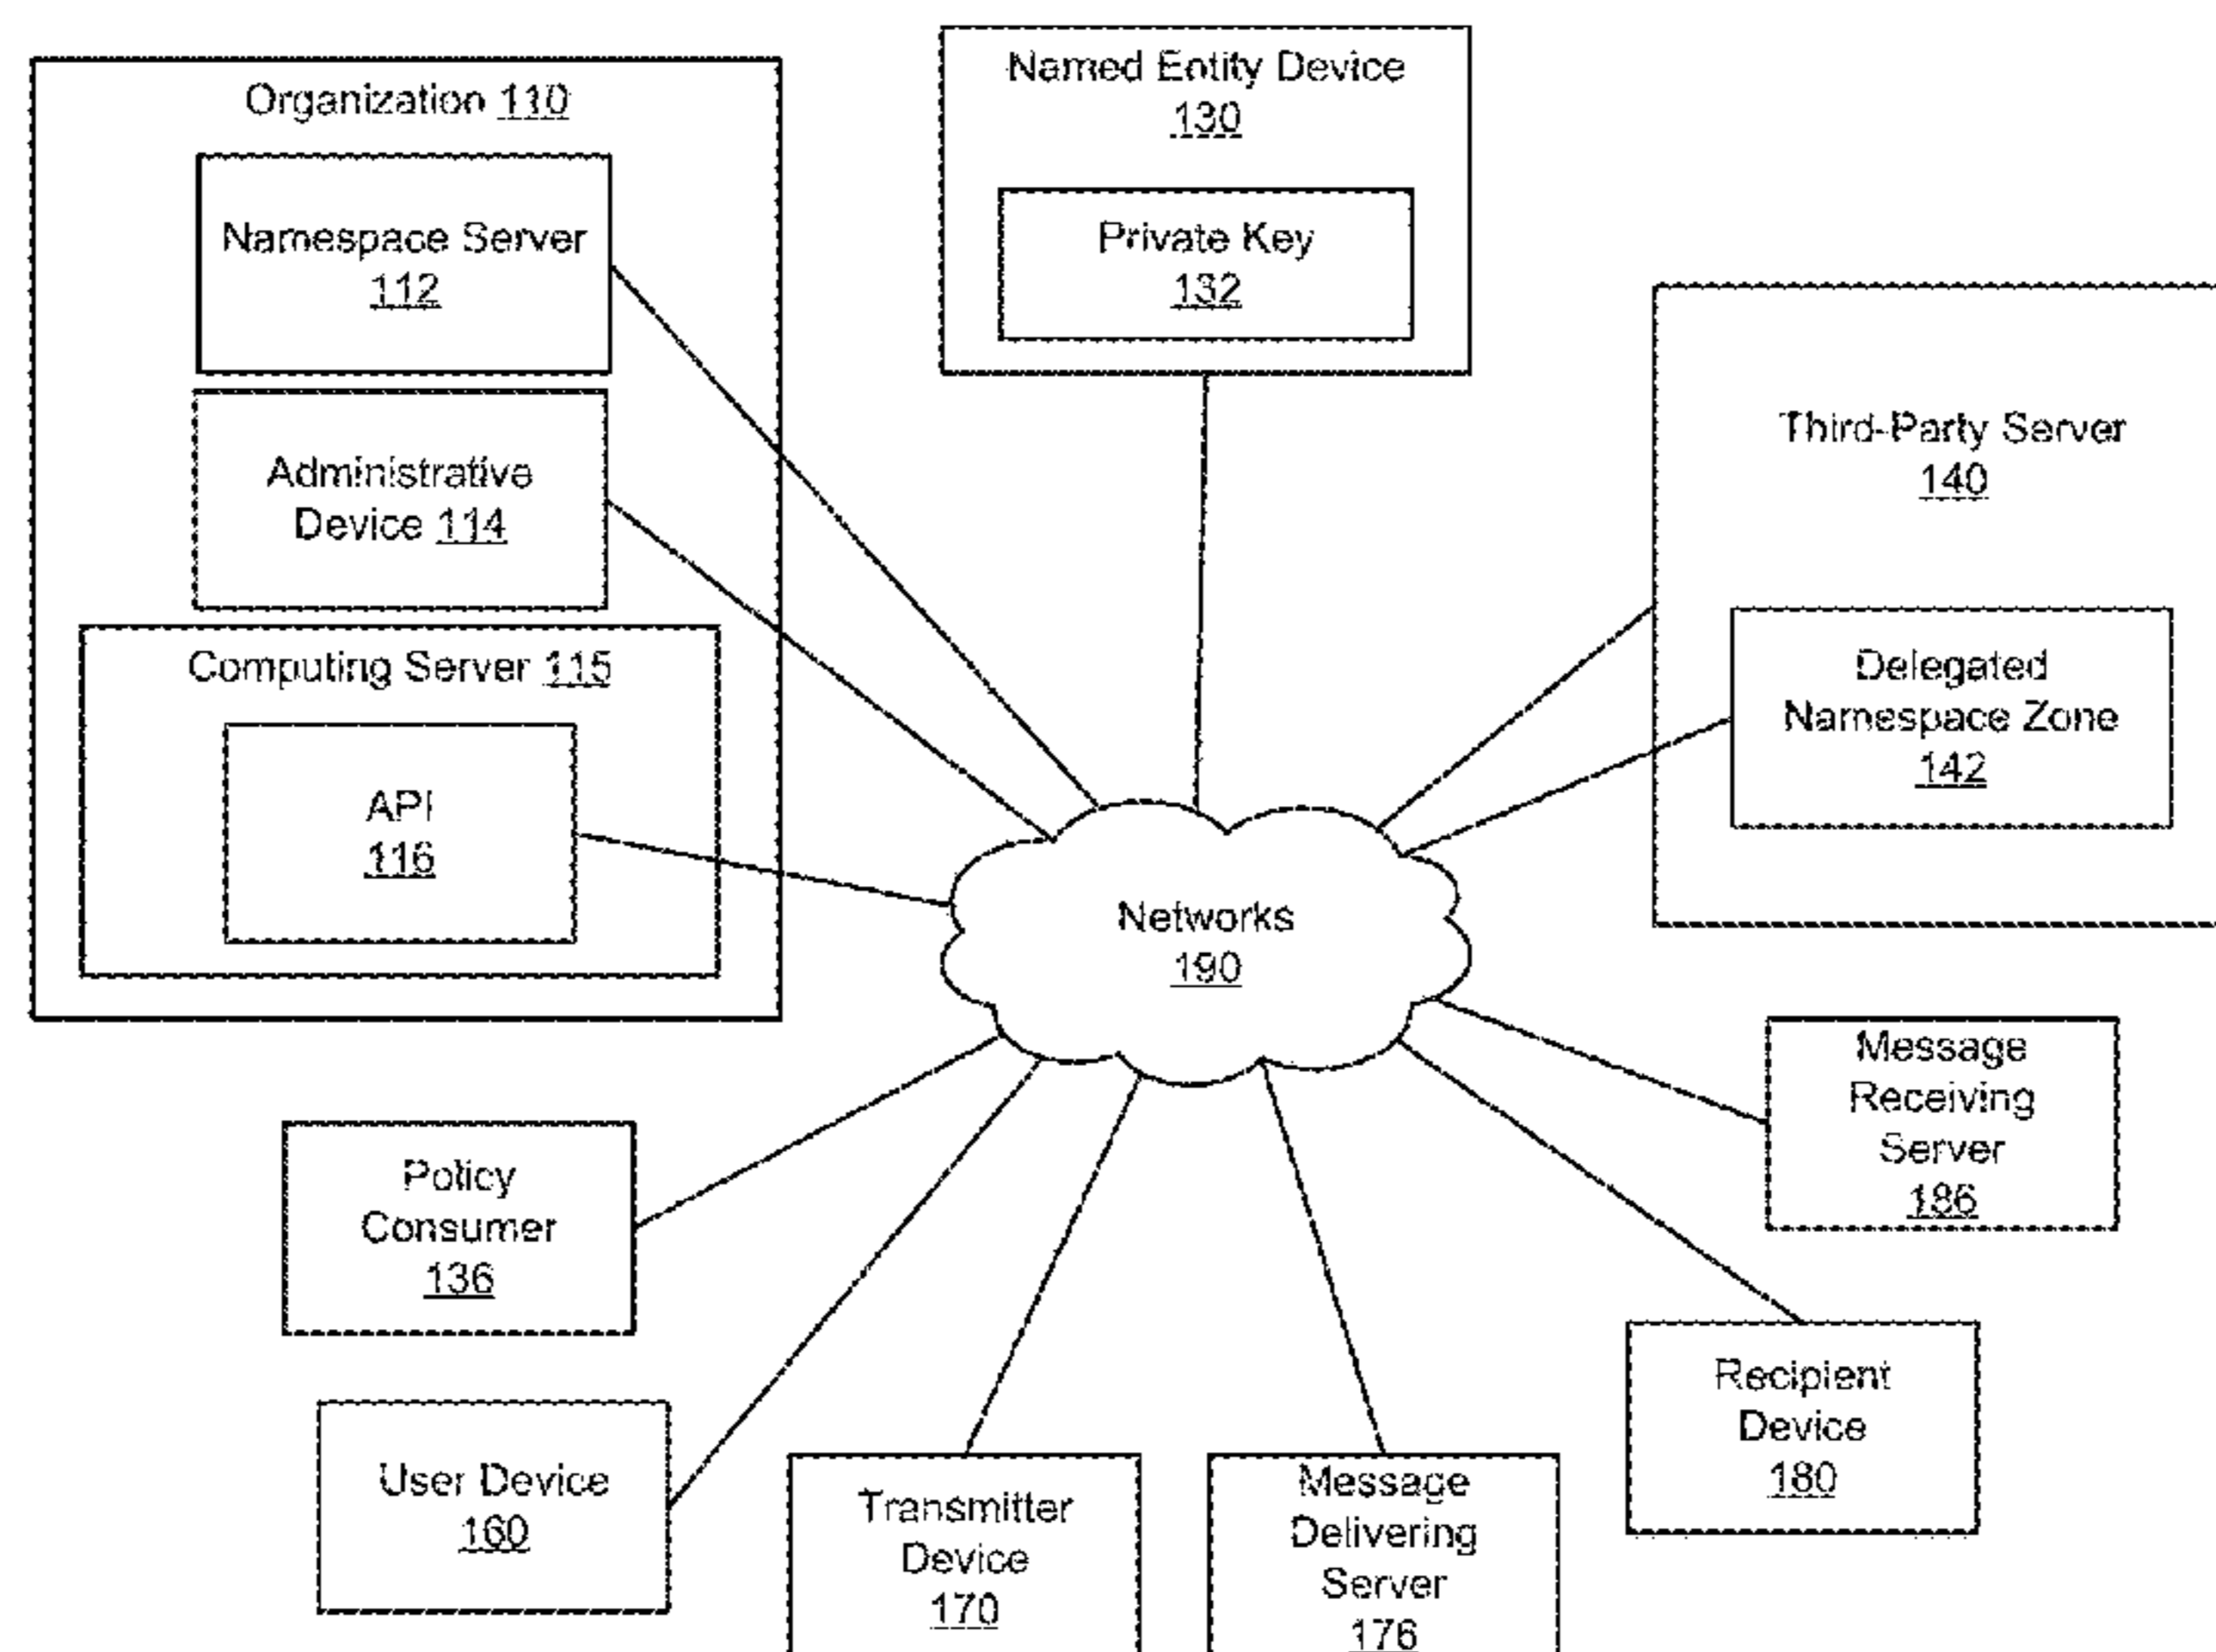 Organization 110
Namespace Server
112
Administrative
Device 114
Computing Server 115
API
116
Named Entity Device
130
Private Key
132
Third-Party Server
140
Delegated
Namespace Zone
142
Networks
190
Policy
Consumer
136
User Device
160
Transmitter
Device
170
Message
Delivering
Server
176
Recipient
Device
180
Message
Receiving
Server
186